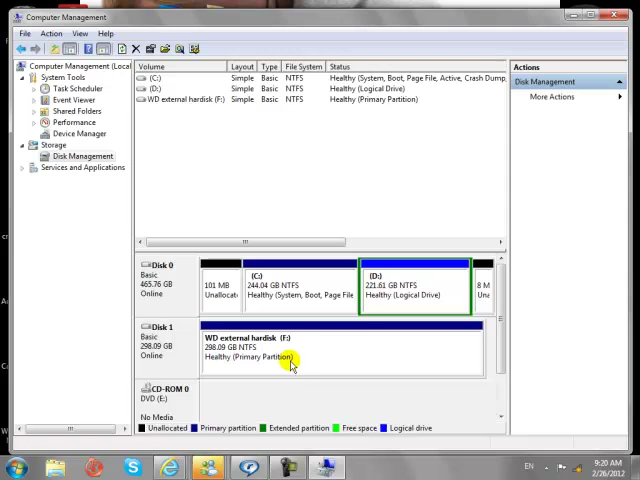 Computer Management
File Action View Help
Computer Management (Local
System Tools
Task Scheduler
Event Viewer
Shared Folders
Performance
Device Manager
Storage
Disk Management
Services and Applications
Volume Layout Type File System Status
(C:) Simple Basic NTFS Healthy (System, Boot, Page File, Active, Crash Dump,
(D:) Simple Basic NTFS Healthy (Logical Drive)
WD external hardisk (F:) Simple Basic NTFS Healthy (Primary Partition)
Actions
Disk Management
More Actions
Disk 0
Basic
465.76 GB
Online
101 MB
Unallocat
(C:)
244.04 GB NTFS
Healthy (System, Boot, Page File
(D:)
221.61 GB NTFS
Healthy (Logical Drive)
8 M
Una
Disk 1
Basic
298.09 GB
Online
WD external hardisk (F:)
298.09 GB NTFS
Healthy (Primary Partition)
CD-ROM 0
DVD (E:)
No Media
Unallocated Primary partition Extended partition Free space Logical drive
EN
9:20 AM
2/26/2012